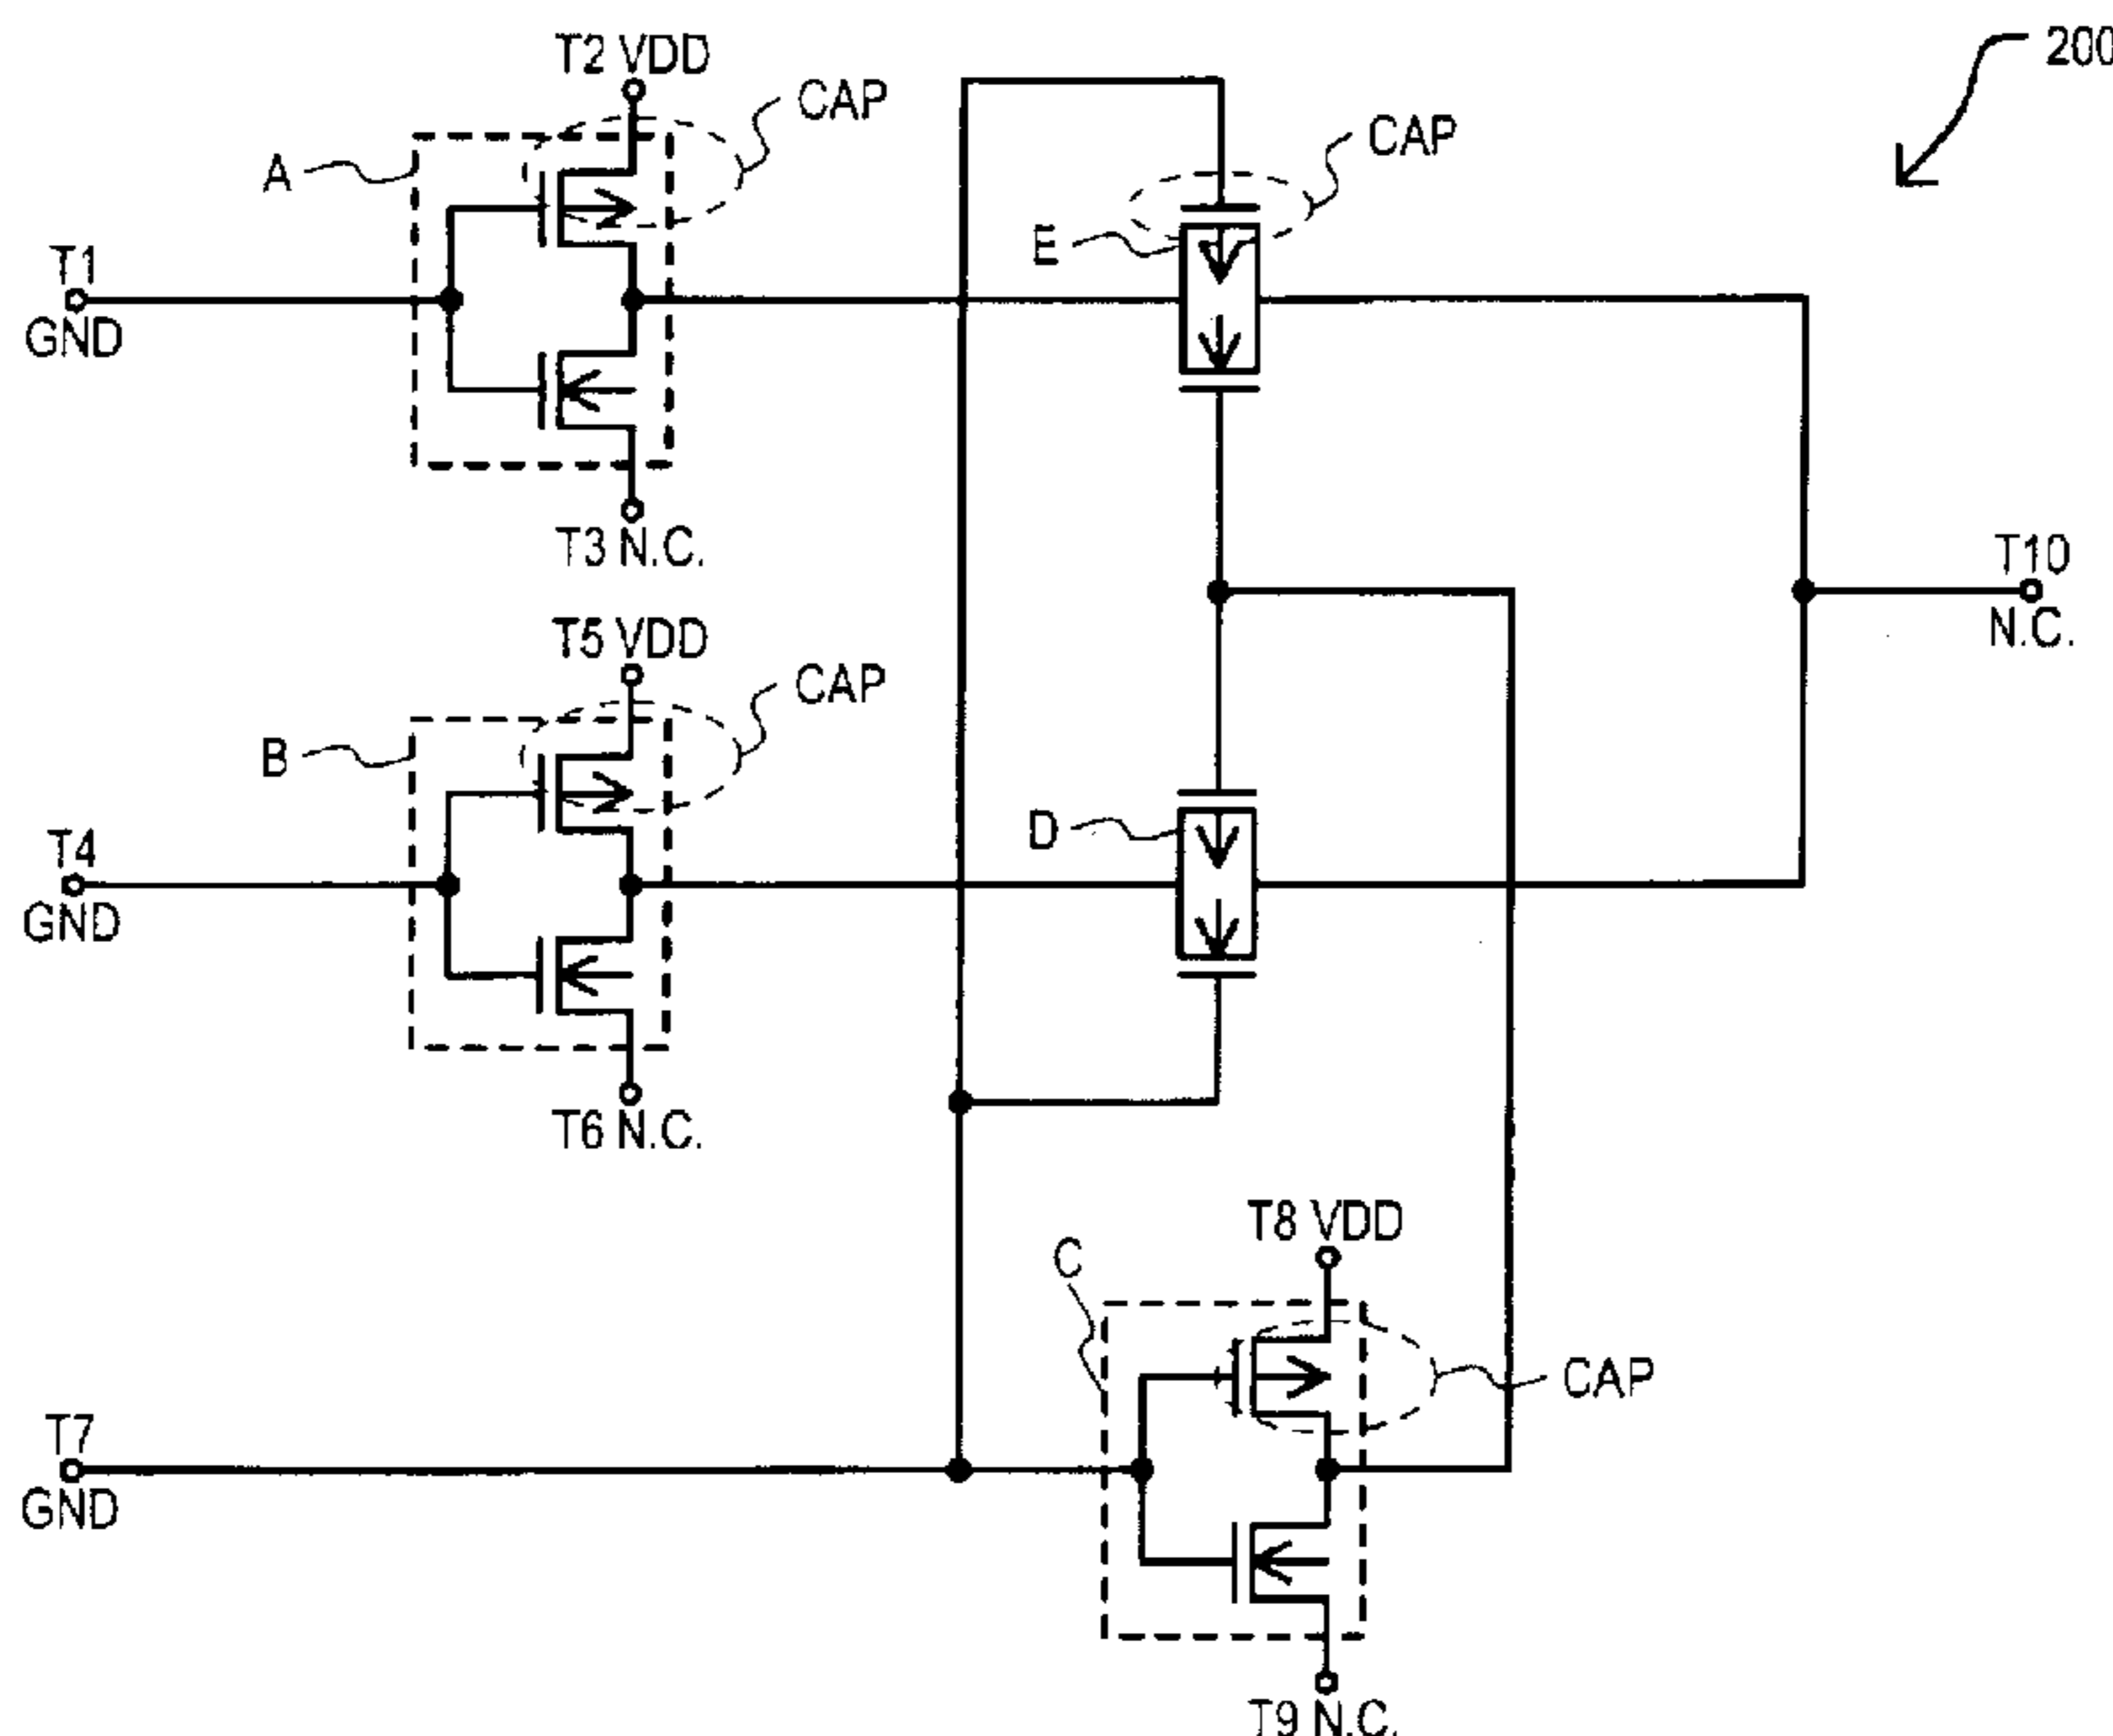 200
T2 VDD
CAP
A
CAP
E
T1
GND
T3 N.C.
T10
N.C.
T5 VDD
CAP
B
D
T4
GND
T6 N.C.
T8 VDD
C
CAP
T7
GND
T9 N.C.